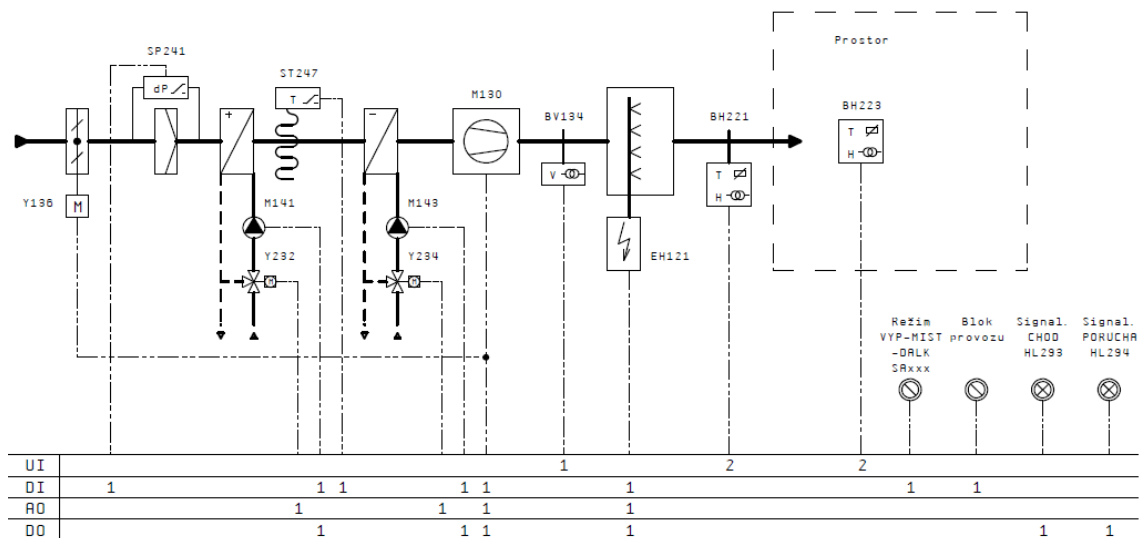 Prostor
SP241
dP
ST247
T
M130
BV134
BH221
BH223
T
H
+
-
V
T
H
Y136
M
M141
M143
Y232
M
Y234
M
EH121
Režim
VYP-MIST
-DALK
SAxxx
Blok
provozu
Signal.
CHOD
HL293
Signal.
PORUCHA
HL294
UI 1 2 2
DI 1 1 1 1 1 1 1 1
AO 1 1 1 1
DO 1 1 1 1 1 1